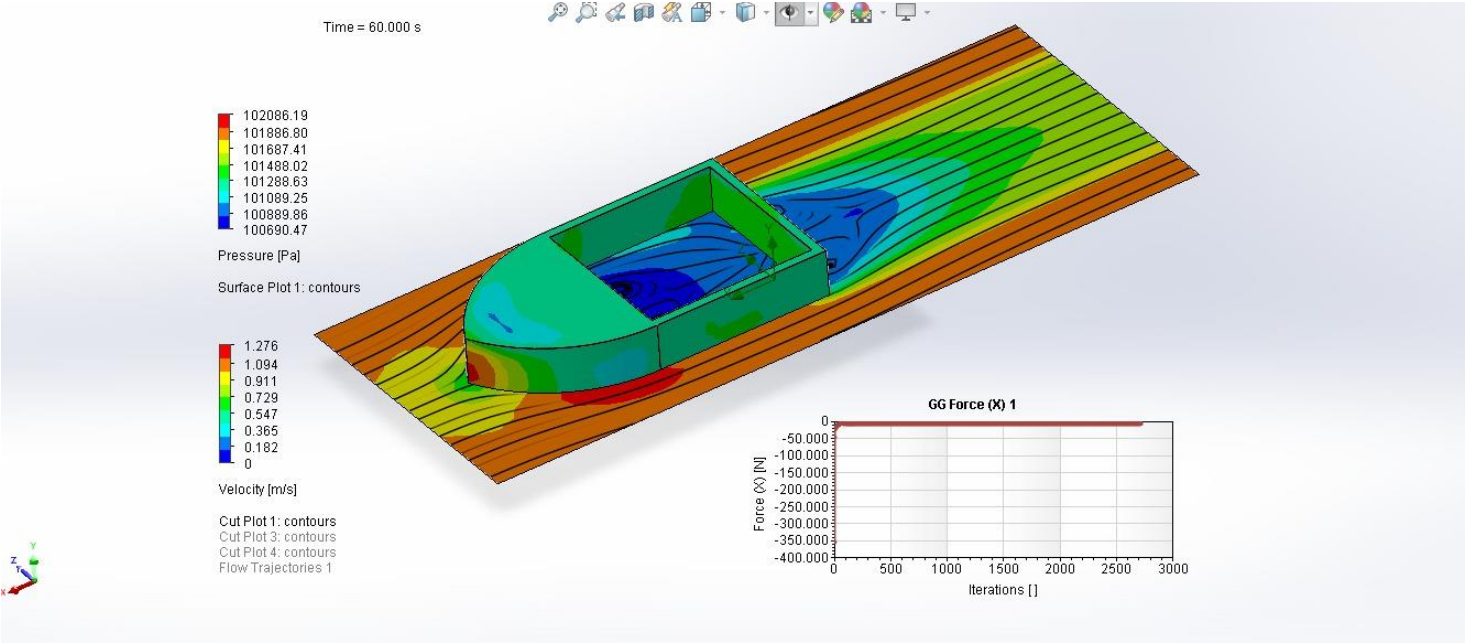 Time = 60.000 s
102086.19
101886.80
101687.41
101488.02
101288.63
101089.25
100889.86
100690.47
Pressure [Pa]
Surface Plot 1: contours
1.276
1.094
0.911
0.729
0.547
0.365
0.182
0
Velocity [m/s]
Cut Plot 1: contours
Cut Plot 3: contours
Cut Plot 4: contours
Flow Trajectories 1
GG Force (X) 1
0
-50.000
-100.000
-150.000
-200.000
-250.000
-300.000
-350.000
-400.000
Force (X) [N]
0 500 1000 1500 2000 2500 3000
Iterations [ ]
Y
Z
X
Y